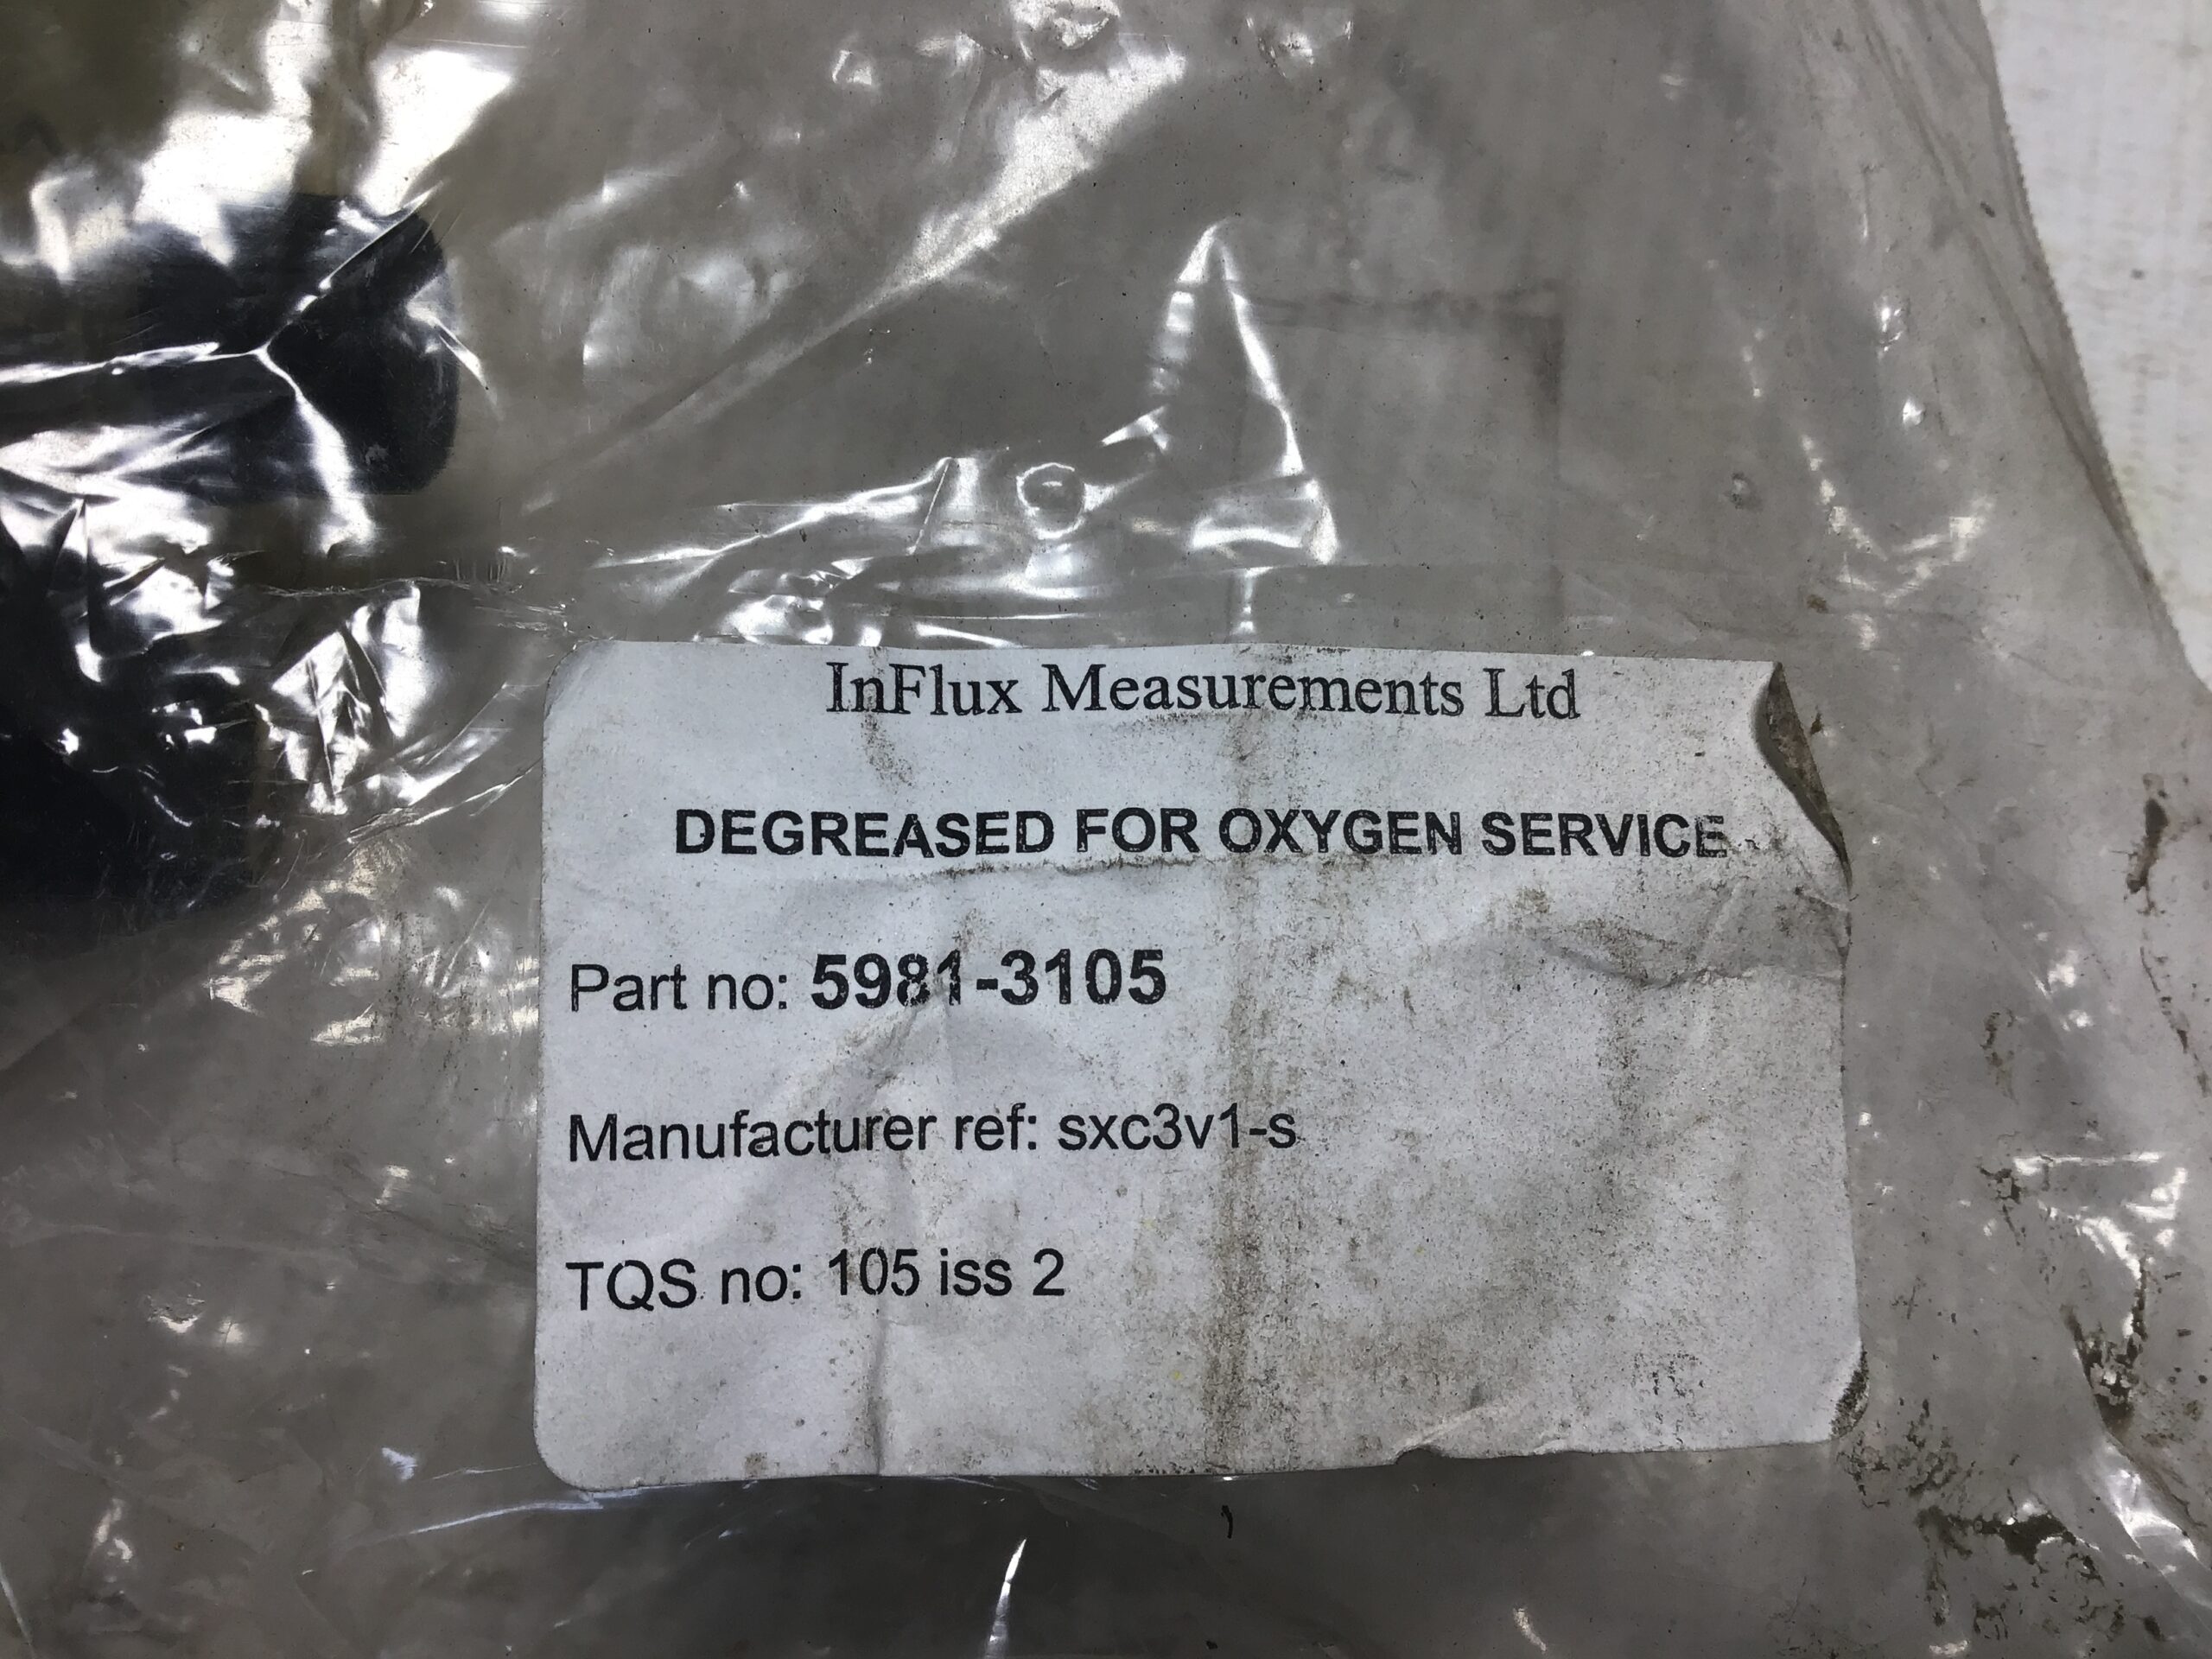 InFlux Measurements Ltd
DEGREASED FOR OXYGEN SERVICE
Part no: 5981-3105
Manufacturer ref: sxc3v1-s
TQS no: 105 iss 2